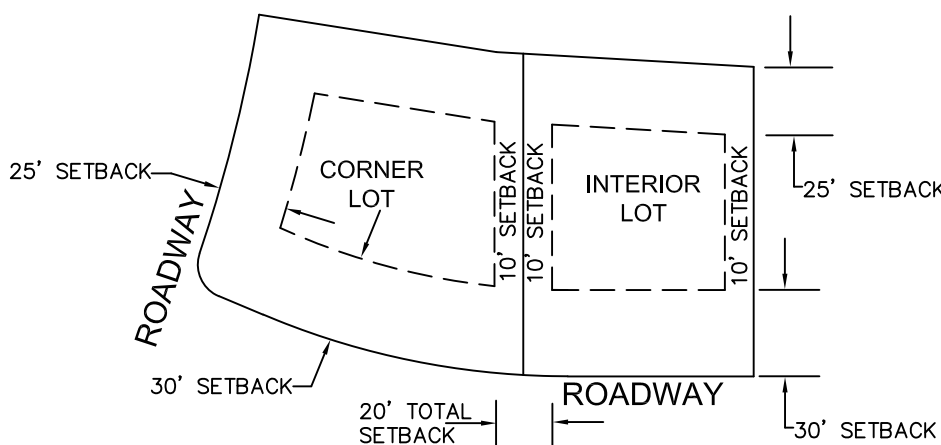 25' SETBACK
ROADWAY
CORNER
LOT
10' SETBACK
10' SETBACK
INTERIOR
LOT
10' SETBACK
25' SETBACK
30' SETBACK
20' TOTAL
SETBACK
ROADWAY
30' SETBACK